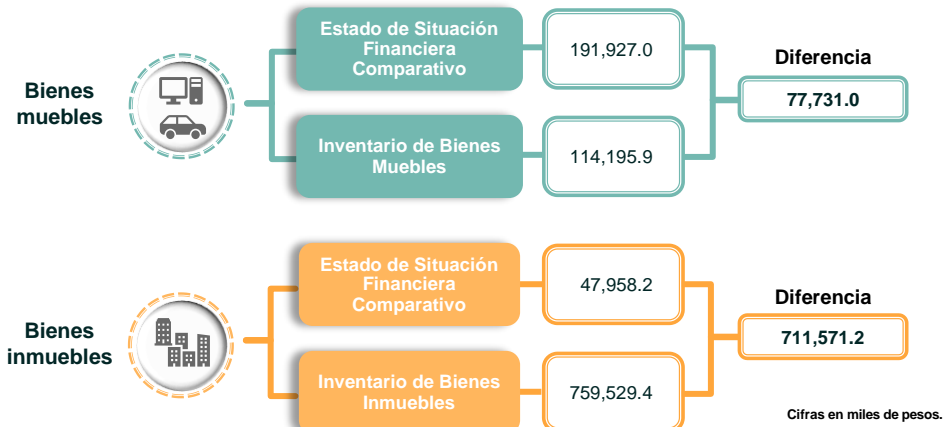 Bienes
muebles
Estado de Situación
Financiera
Comparativo
191,927.0
Inventario de Bienes
Muebles
114,195.9
Diferencia
77,731.0
Bienes
inmuebles
Estado de Situación
Financiera
Comparativo
47,958.2
Inventario de Bienes
Inmuebles
759,529.4
Diferencia
711,571.2
Cifras en miles de pesos.